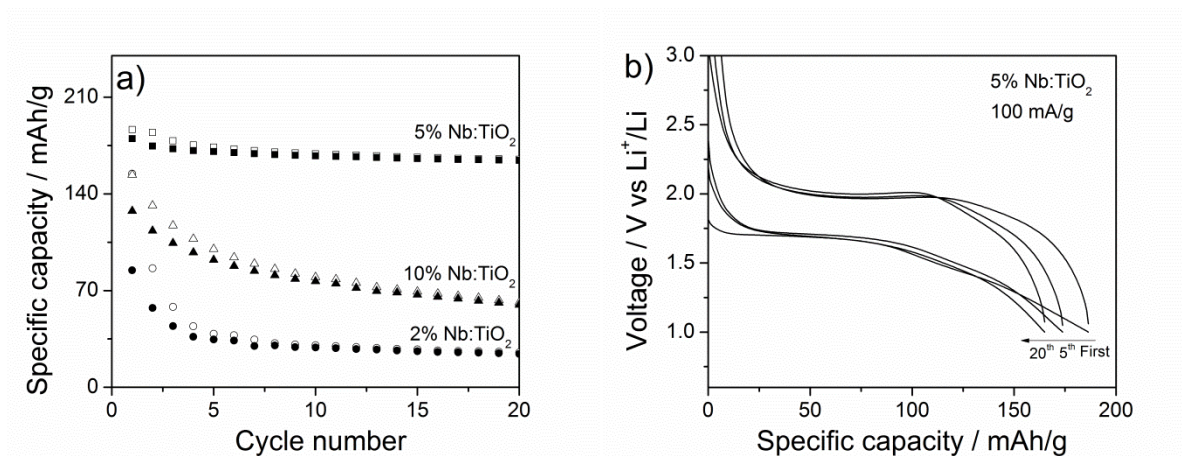 a)
Specific capacity / mAh/g
210
140
70
0
5% Nb:TiO₂
10% Nb:TiO₂
2% Nb:TiO₂
0 5 10 15 20
Cycle number
b)
Voltage / V vs Li⁺/Li
3.0
2.5
2.0
1.5
1.0
5% Nb:TiO₂
100 mA/g
20ᵗʰ 5ᵗʰ First
0 50 100 150 200
Specific capacity / mAh/g